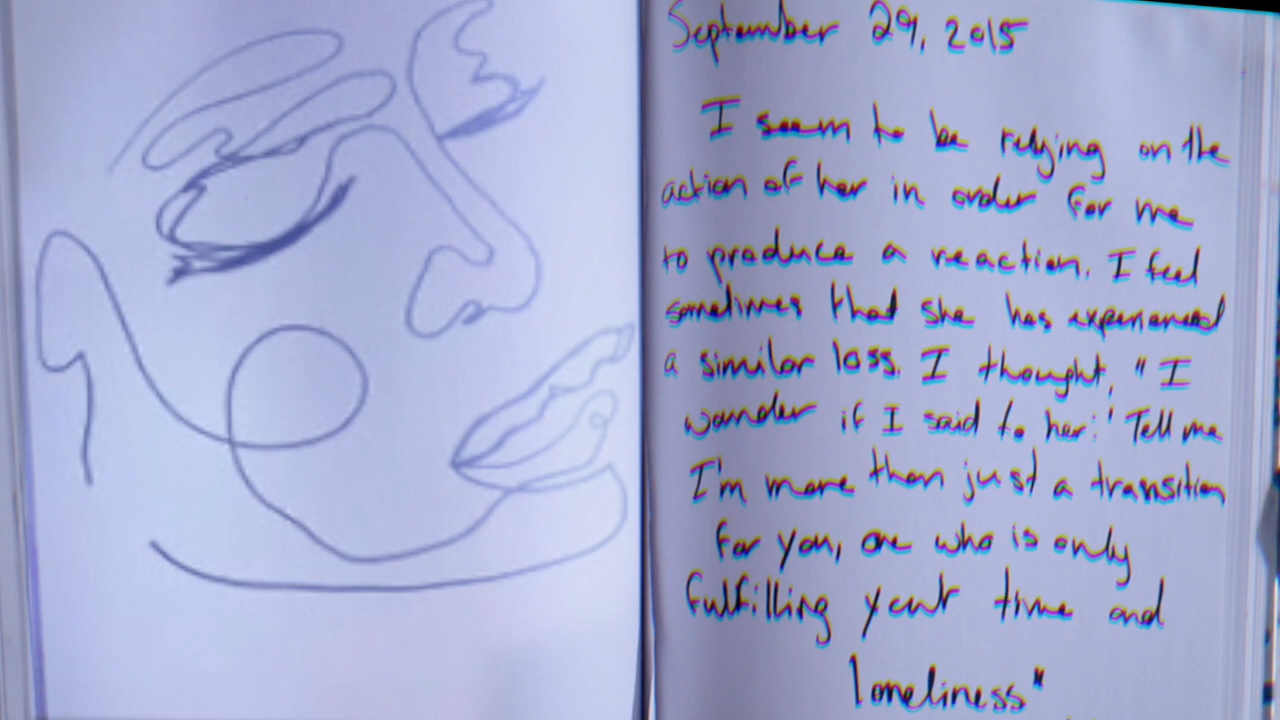 September 29, 2015
I seem to be relying on the
action of her in order for me
to produce a reaction. I feel
sometimes that she has experienced
a similar loss. I thought, "I
wonder if I said to her:' Tell me
I'm more than just a transition
for you, one who is only
fulfilling your time and
loneliness"